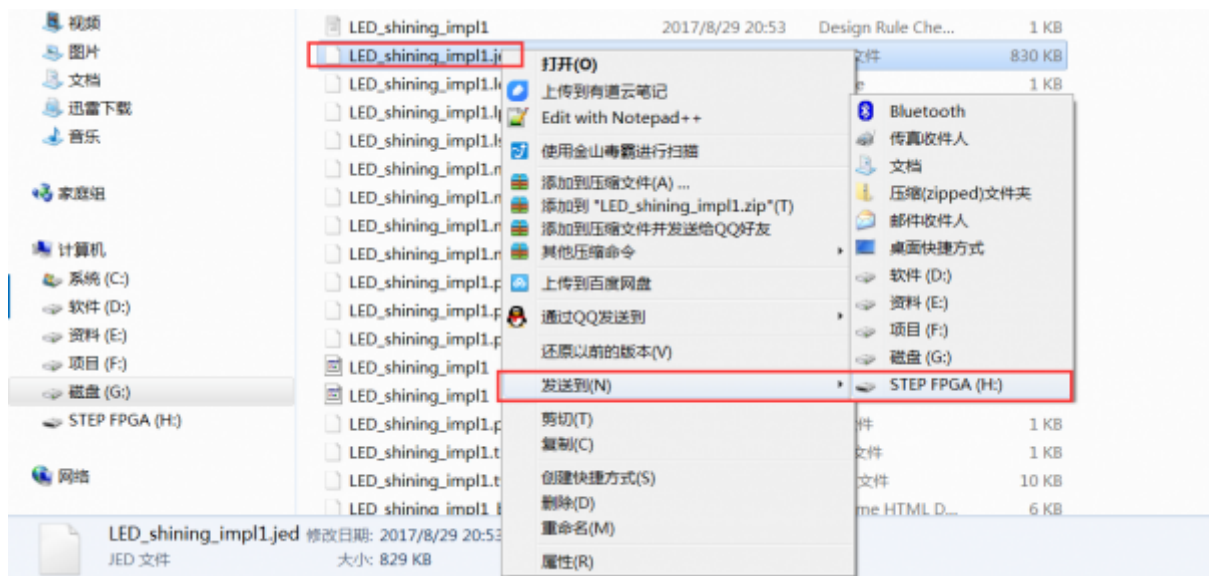 视频
图片
文档
迅雷下载
音乐
家庭组
计算机
系统 (C:)
软件 (D:)
资料 (E:)
项目 (F:)
磁盘 (G:)
STEP FPGA (H:)
网络
LED_shining_impl1 2017/8/29 20:53 Design Rule Che... 1 KB
LED_shining_impl1.j 文件 830 KB
LED_shining_impl1.l 1 KB
LED_shining_impl1.l
LED_shining_impl1.l
LED_shining_impl1.
LED_shining_impl1.
LED_shining_impl1.
LED_shining_impl1.
LED_shining_impl1.p
LED_shining_impl1.p
LED_shining_impl1.p
LED_shining_impl1
LED_shining_impl1
LED_shining_impl1.p 件 1 KB
LED_shining_impl1.t 文件 1 KB
LED_shining_impl1.t 文件 10 KB
LED_shining_impl1_ me HTML D... 6 KB
打开(O)
上传到有道云笔记
Edit with Notepad++
使用金山毒霸进行扫描
添加到压缩文件(A) ...
添加到 "LED_shining_impl1.zip"(T)
添加到压缩文件并发送给QQ好友
其他压缩命令
上传到百度网盘
通过QQ发送到
还原以前的版本(V)
发送到(N)
剪切(T)
复制(C)
创建快捷方式(S)
删除(D)
重命名(M)
属性(R)
Bluetooth
传真收件人
文档
压缩(zipped)文件夹
邮件收件人
桌面快捷方式
软件 (D:)
资料 (E:)
项目 (F:)
磁盘 (G:)
STEP FPGA (H:)
LED_shining_impl1.jed 修改日期: 2017/8/29 20:53
JED 文件 大小: 829 KB